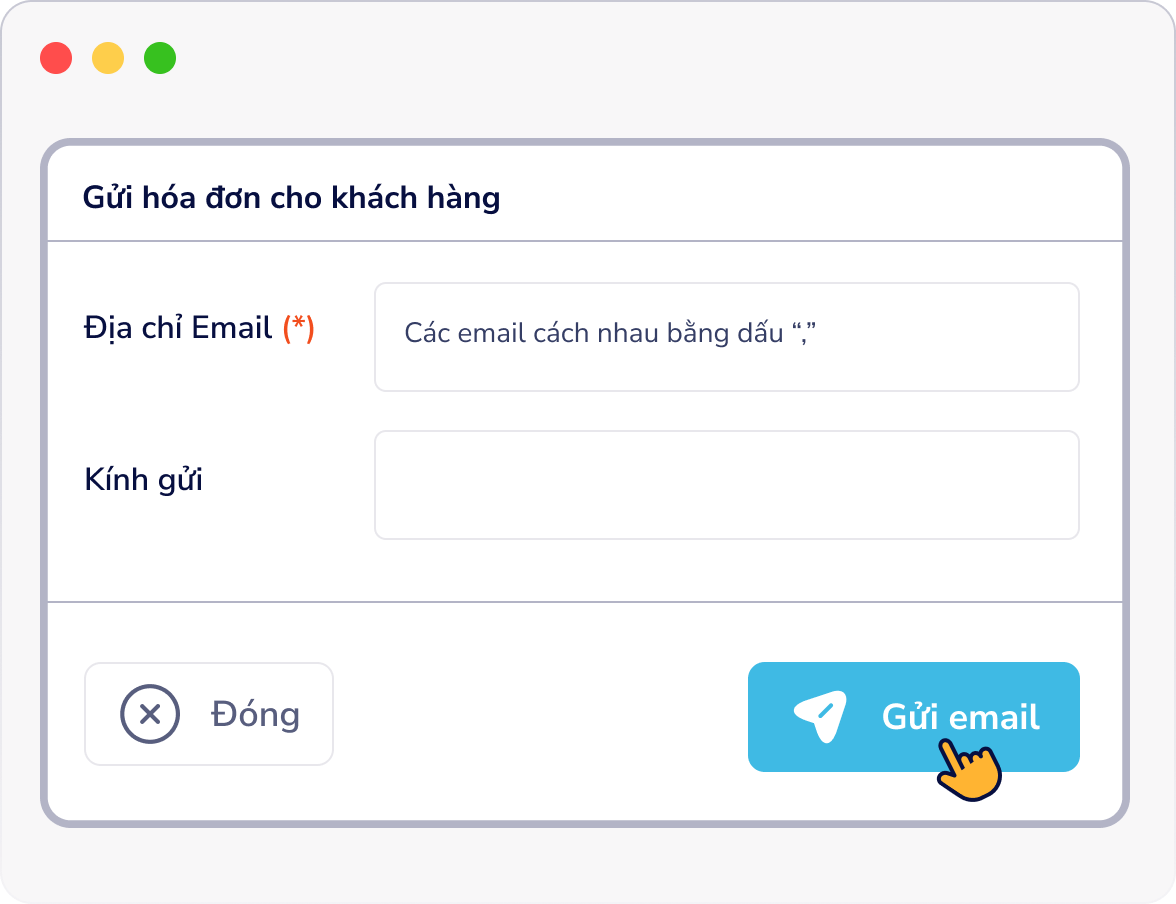 Gửi hóa đơn cho khách hàng
Địa chỉ Email (*)
Các email cách nhau bằng dấu “,”
Kính gửi
Đóng
Gửi email